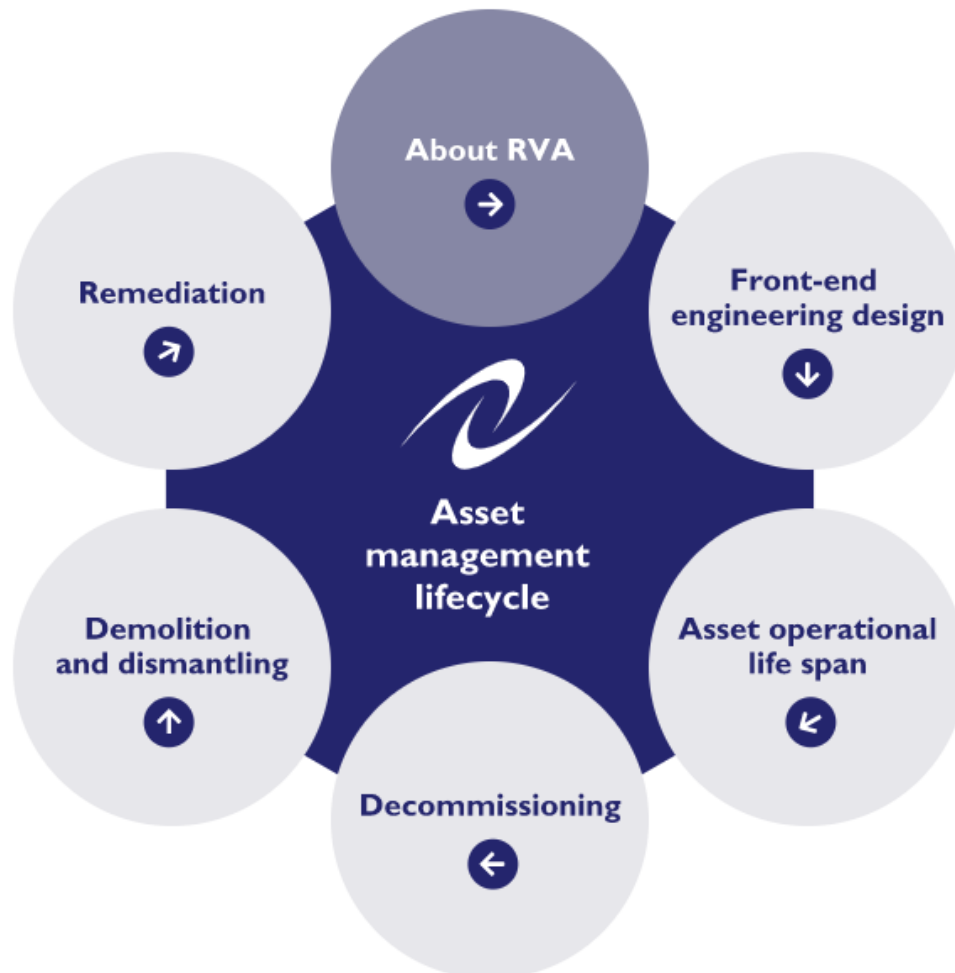 About RVA
Front-end
engineering design
Asset operational
life span
Decommissioning
Demolition
and dismantling
Remediation
Asset
management
lifecycle